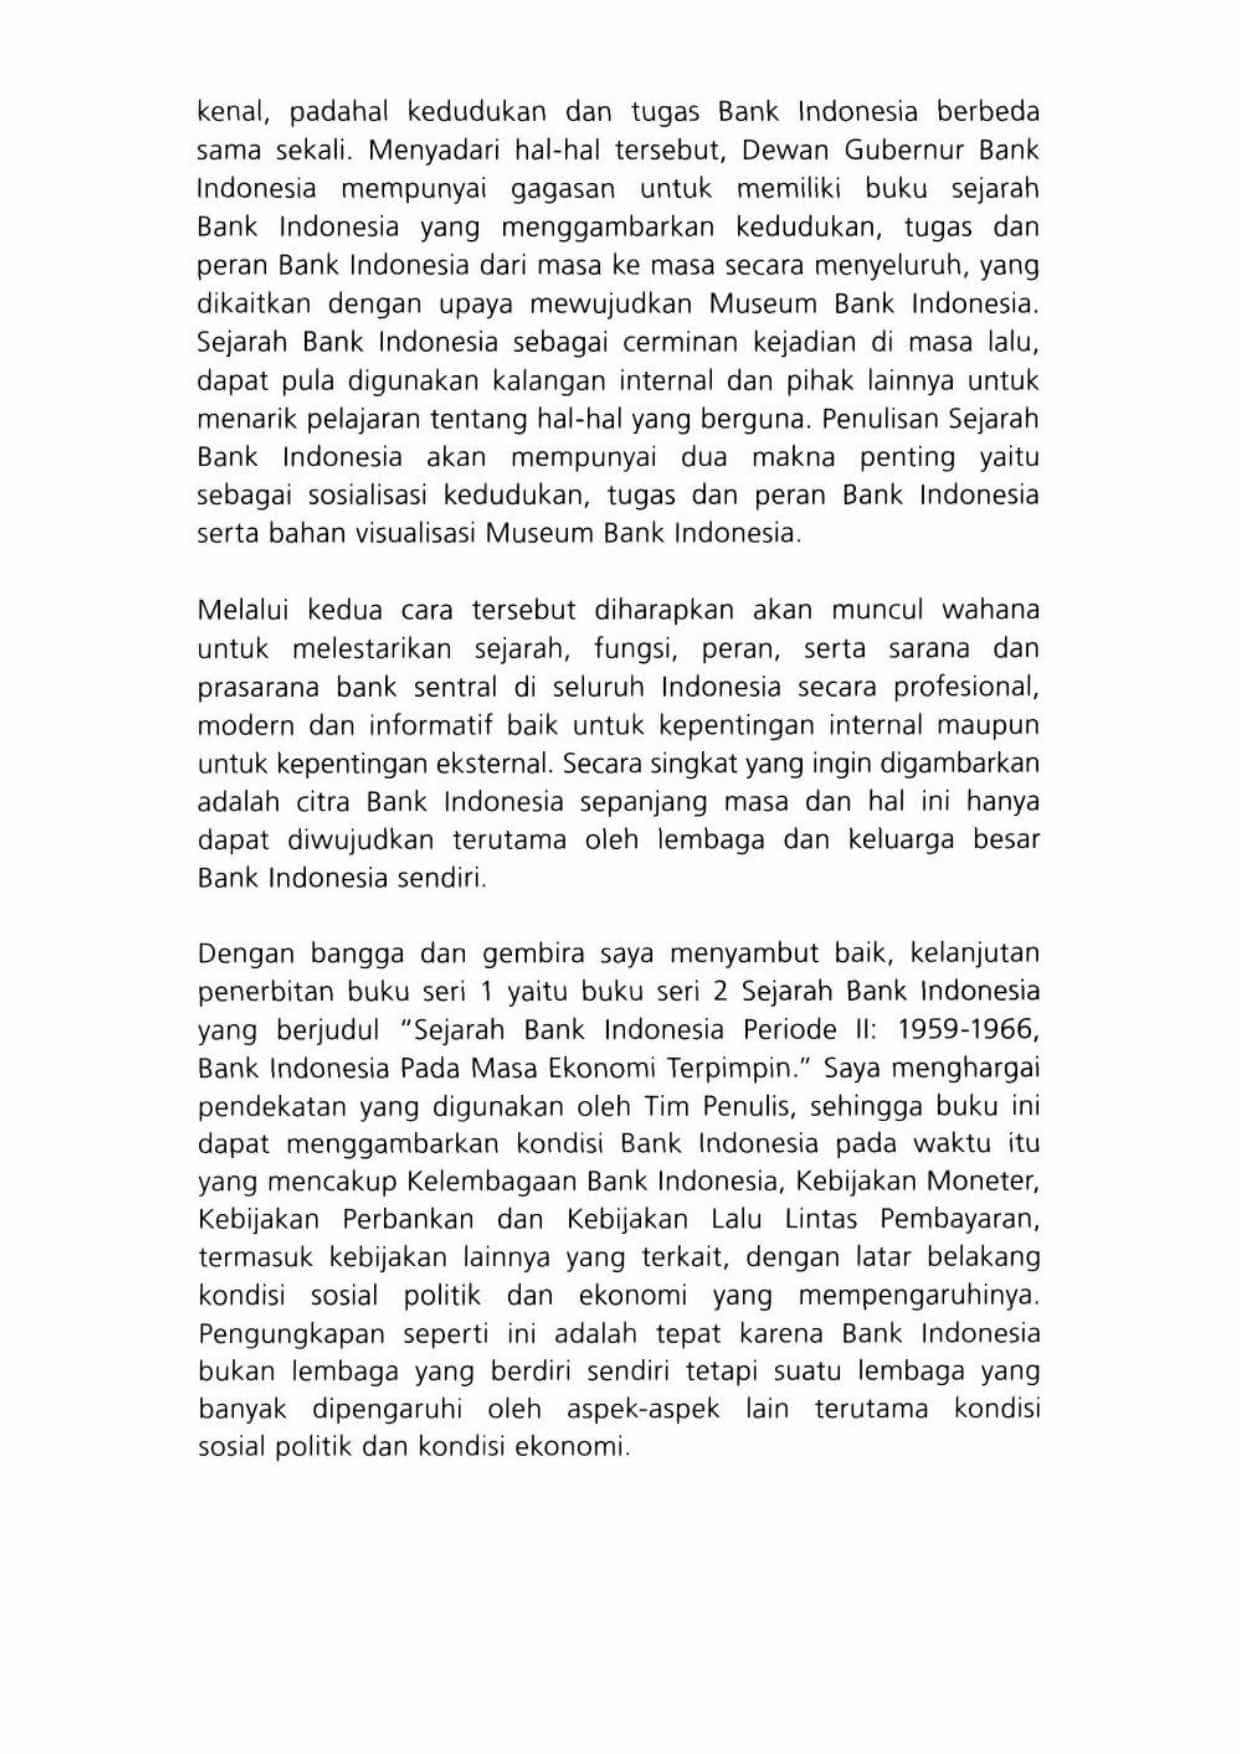 kenal, padahal kedudukan dan tugas Bank Indonesia berbeda
sama sekali. Menyadari hal-hal tersebut, Dewan Gubernur Bank
Indonesia mempunyai gagasan untuk memiliki buku sejarah
Bank Indonesia yang menggambarkan kedudukan, tugas dan
peran Bank Indonesia dari masa ke masa secara menyeluruh, yang
dikaitkan dengan upaya mewujudkan Museum Bank Indonesia.
Sejarah Bank Indonesia sebagai cerminan kejadian di masa lalu,
dapat pula digunakan kalangan internal dan pihak lainnya untuk
menarik pelajaran tentang hal-hal yang berguna. Penulisan Sejarah
Bank Indonesia akan mempunyai dua makna penting yaitu
sebagai sosialisasi kedudukan, tugas dan peran Bank Indonesia
serta bahan visualisasi Museum Bank Indonesia.
Melalui kedua cara tersebut diharapkan akan muncul wahana
untuk melestarikan sejarah, fungsi, peran, serta sarana dan
prasarana bank sentral di seluruh Indonesia secara profesional,
modern dan informatif baik untuk kepentingan internal maupun
untuk kepentingan eksternal. Secara singkat yang ingin digambarkan
adalah citra Bank Indonesia sepanjang masa dan hal ini hanya
dapat diwujudkan terutama oleh lembaga dan keluarga besar
Bank Indonesia sendiri.
Dengan bangga dan gembira saya menyambut baik, kelanjutan
penerbitan buku seri 1 yaitu buku seri 2 Sejarah Bank Indonesia
yang berjudul “Sejarah Bank Indonesia Periode II: 1959-1966,
Bank Indonesia Pada Masa Ekonomi Terpimpin.” Saya menghargai
pendekatan yang digunakan oleh Tim Penulis, sehingga buku ini
dapat menggambarkan kondisi Bank Indonesia pada waktu itu
yang mencakup Kelembagaan Bank Indonesia, Kebijakan Moneter,
Kebijakan Perbankan dan Kebijakan Lalu Lintas Pembayaran,
termasuk kebijakan lainnya yang terkait, dengan latar belakang
kondisi sosial politik dan ekonomi yang mempengaruhinya.
Pengungkapan seperti ini adalah tepat karena Bank Indonesia
bukan lembaga yang berdiri sendiri tetapi suatu lembaga yang
banyak dipengaruhi oleh aspek-aspek lain terutama kondisi
sosial politik dan kondisi ekonomi.